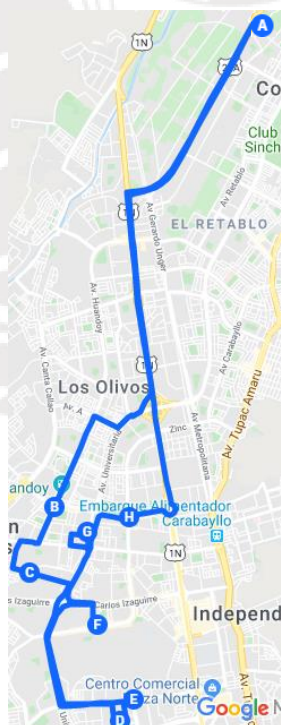 A
1N
Co
Club
Sinch
Av Retablo
Av Gerardo Unger
EL RETABLO
Av. Huandoy
Av Carabayllo
1N
Av. Canta Callao
Los Olivos
Av. A
Zinc
Av. Tupac Amaru
Av. Universitaria
Av Metropolitana
andoy
B
Embarque Alimentador
Carabayllo
H
G
n
C
1N
Izaguirre
Carlos Izaguirre
F
Independ
Centro Comercial
za Norte
E
D
Av. T
Google